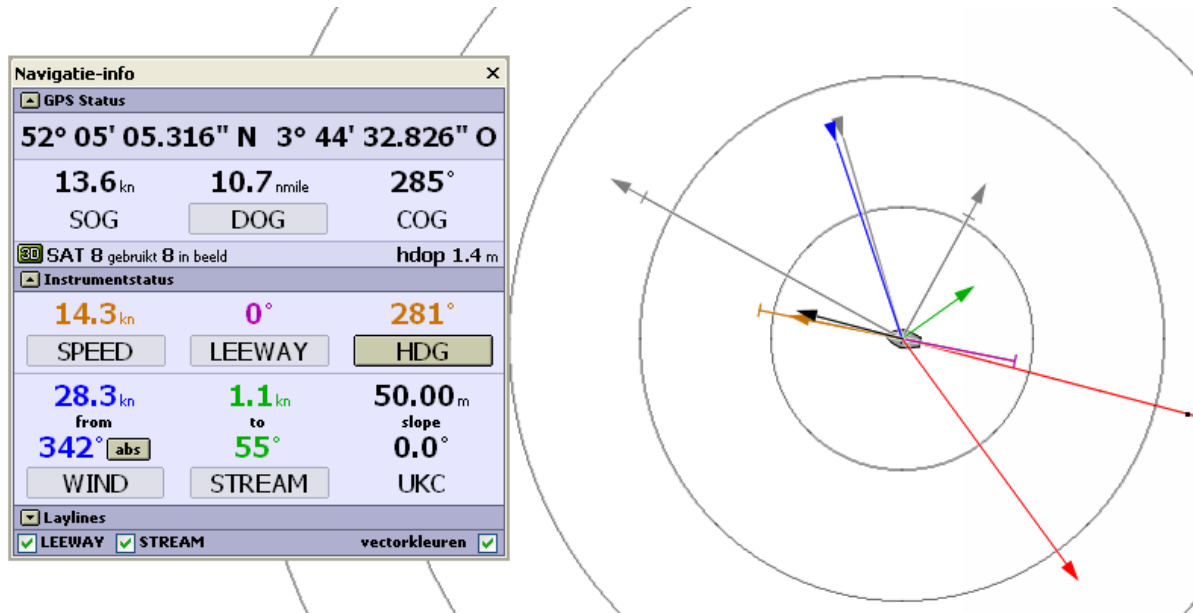 Navigatie-info
GPS Status
52° 05' 05.316" N 3° 44' 32.826" O
13.6 kn 10.7 nmile 285°
SOG DOG COG
3D SAT 8 gebruikt 8 in beeld hdop 1.4 m
Instrumentstatus
14.3 kn 0° 281°
SPEED LEEWAY HDG
28.3 kn 1.1 kn 50.00 m
from to slope
342° abs 55° 0.0°
WIND STREAM UKC
Laylines
LEEWAY STREAM vectorkleuren